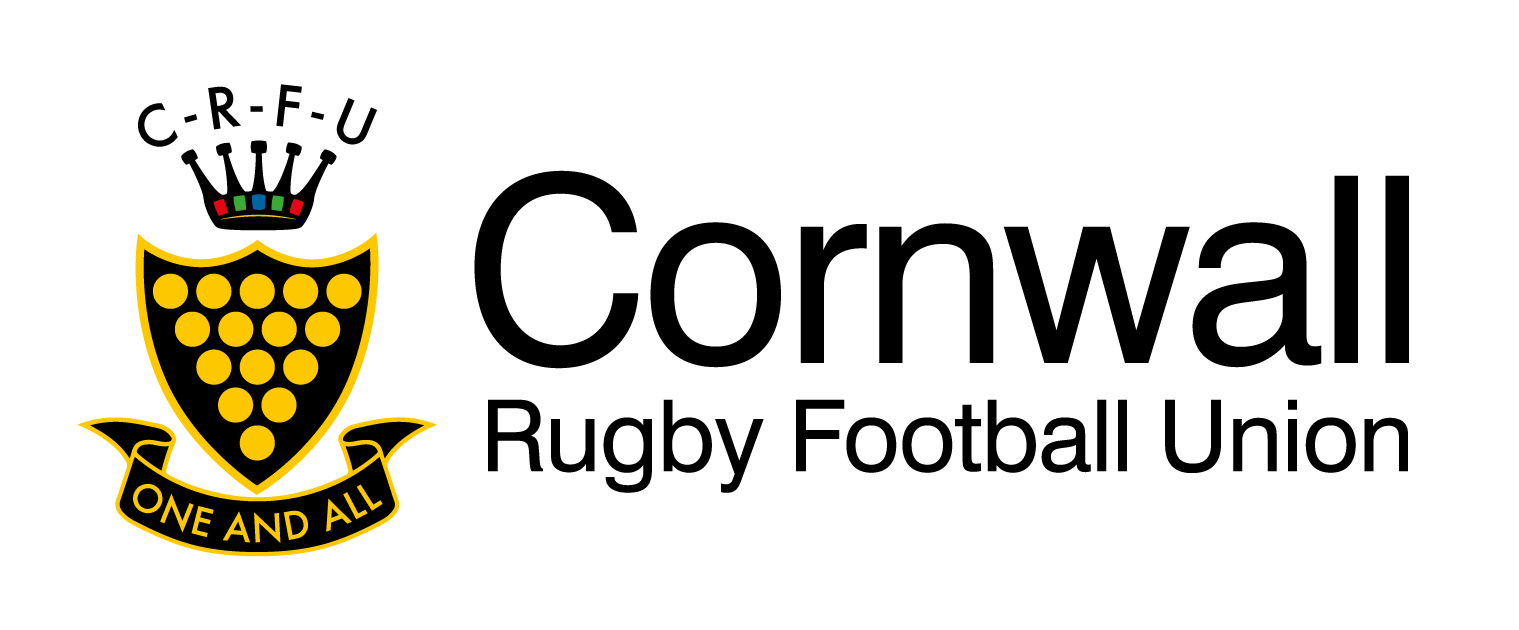 C-R-F-U
ONE AND ALL
Cornwall
Rugby Football Union